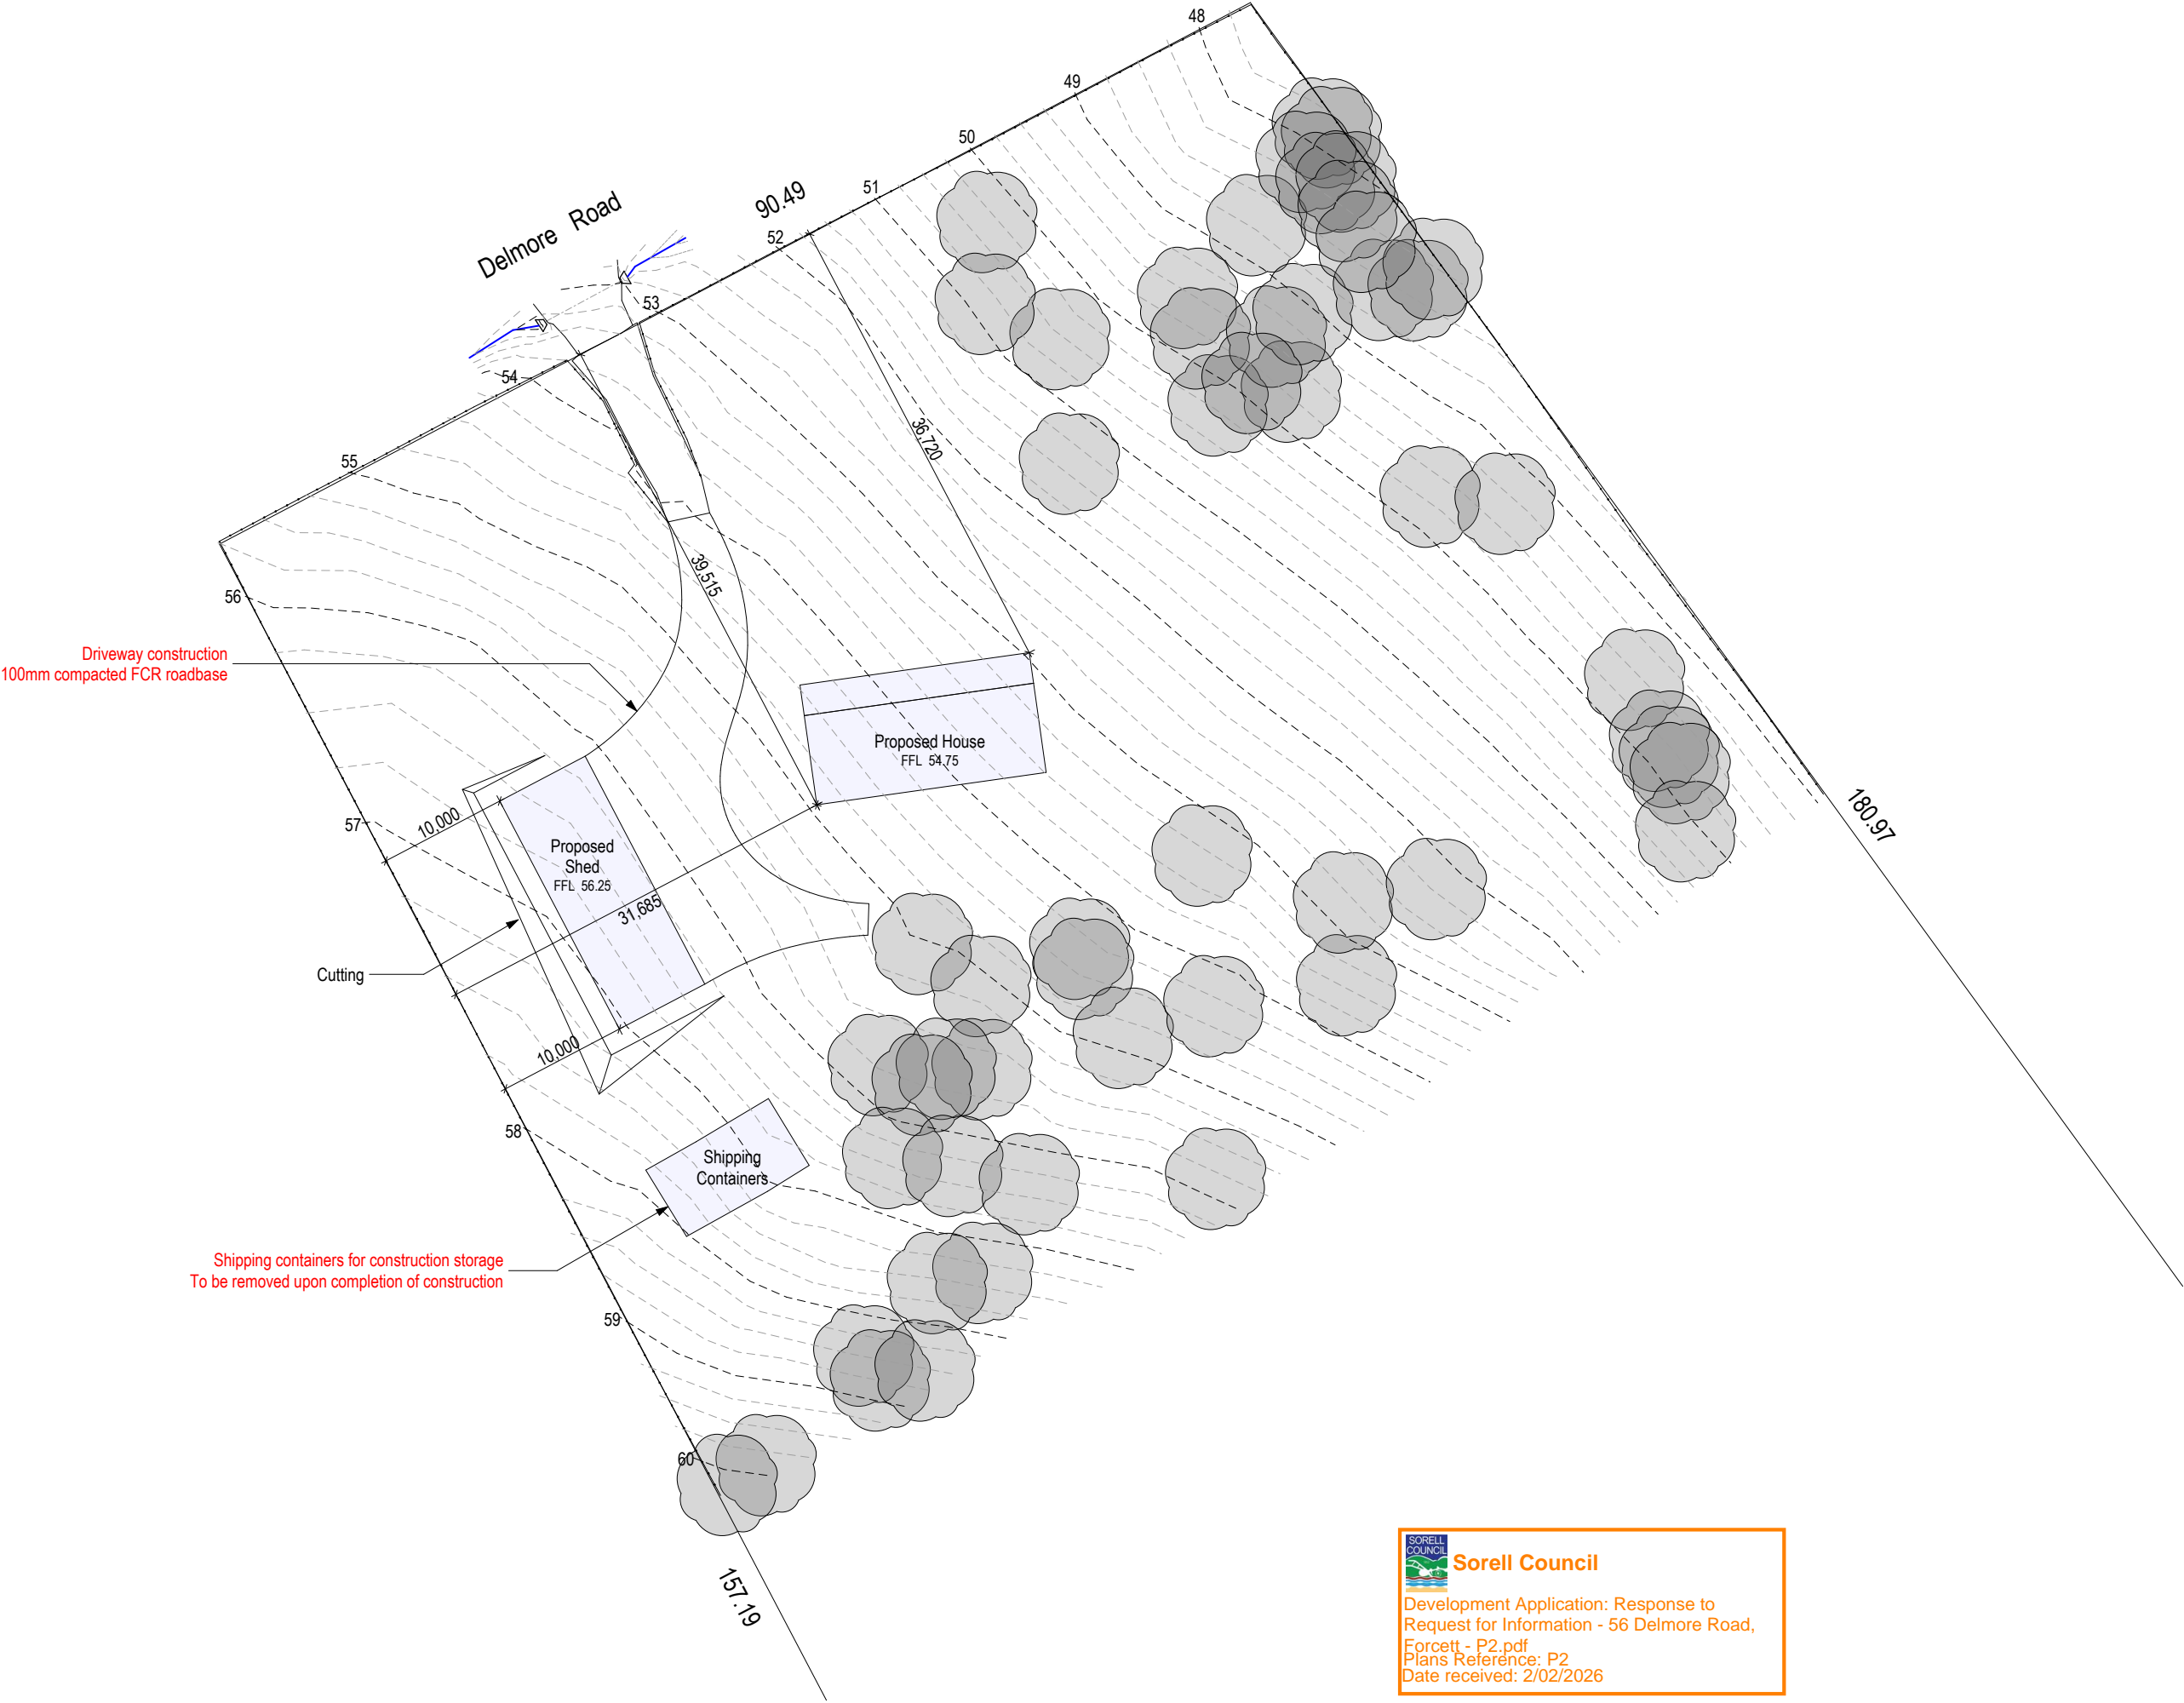 48
49
50
51
90.49
52
Delmore Road
53
54
55
36,720
39,515
56
Driveway construction
100mm compacted FCR roadbase
Proposed House
FFL 54.75
57
10,000
Proposed
Shed
FFL 56.25
31,685
180.97
Cutting
10,000
58
Shipping
Containers
Shipping containers for construction storage
To be removed upon completion of construction
59
60
157.19
SORELL
COUNCIL
Sorell Council
Development Application: Response to
Request for Information - 56 Delmore Road,
Forcett - P2.pdf
Plans Reference: P2
Date received: 2/02/2026